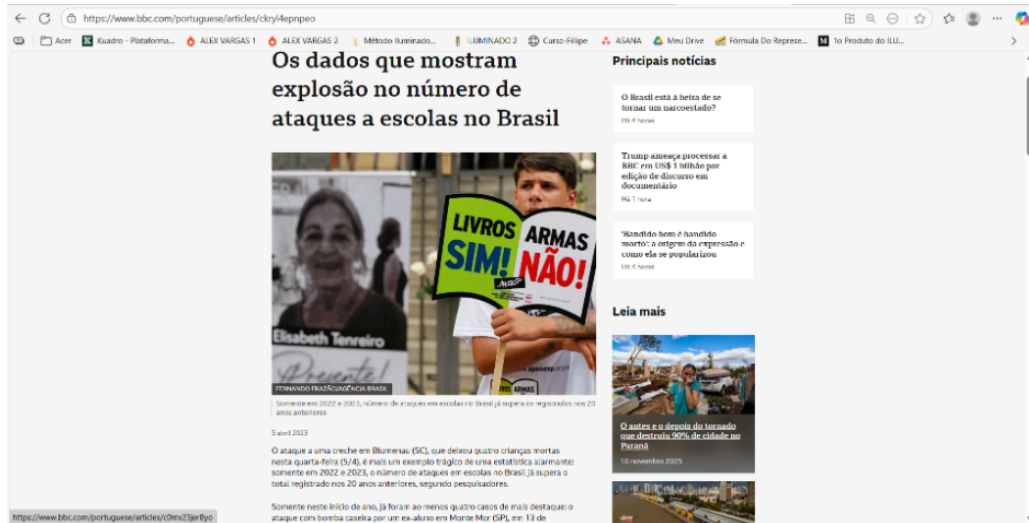 https://www.bbc.com/portuguese/articles/ckryl4epnpeo
Acer
Kuadro - Plataforma...
ALEX VARGAS 1
ALEX VARGAS 2
Método Iluminado...
ILUMINADO 2
Curso-Fillipe
ASANA
Meu Drive
Fórmula Do Represe...
1o Produto do ILU...
Os dados que mostram
explosão no número de
ataques a escolas no Brasil
LIVROS
SIM!
ARMAS
NÃO!
Elisabeth Tenreiro
Presente!
FERNANDO FRAZÃO/AGÊNCIA BRASIL
Somente em 2022 e 2023, número de ataques em escolas no Brasil já supera os registrados nos 20
anos anteriores
5 abril 2023
O ataque a uma creche em Blumenau (SC), que deixou quatro crianças mortas
nesta quarta-feira (5/4), é mais um exemplo trágico de uma estatística alarmante:
somente em 2022 e 2023, o número de ataques em escolas no Brasil já supera o
total registrado nos 20 anos anteriores, segundo pesquisadores.
Somente neste início de ano, já foram ao menos quatro casos de mais destaque: o
ataque com bomba caseira por um ex-aluno em Monte Mor (SP), em 13 de
Principais notícias
O Brasil está à beira de se
tornar um narcoestado?
Há 4 horas
Trump ameaça processar a
BBC em US$ 1 bilhão por
edição de discurso em
documentário
Há 1 hora
'Bandido bom é bandido
morto': a origem da expressão e
como ela se popularizou
Há 4 horas
Leia mais
O antes e o depois do tornado
que destruiu 90% de cidade no
Paraná
10 novembro 2025
https://www.bbc.com/portuguese/articles/c0mx23jer8yo